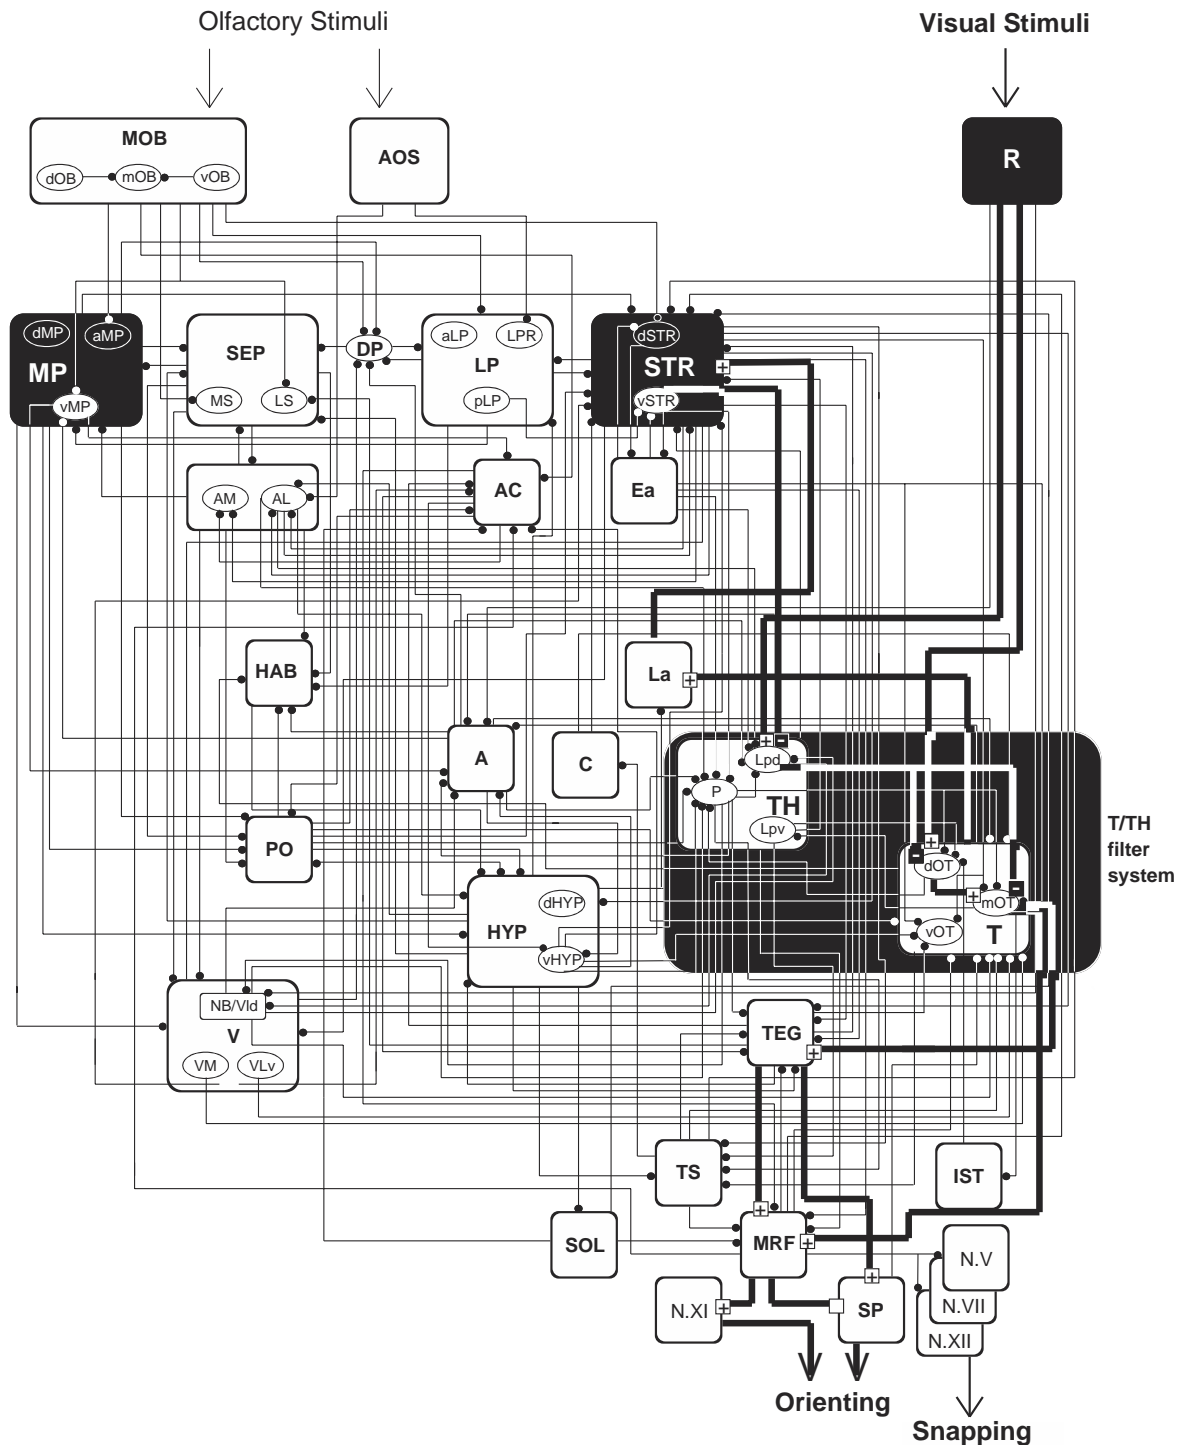 Olfactory Stimuli
Visual Stimuli
MOB
dOB
mOB
vOB
AOS
R
dMP
aMP
MP
vMP
SEP
MS
LS
DP
aLP
LPR
LP
pLP
dSTR
STR
vSTR
AM
AL
AC
Ea
HAB
La
A
C
Lpd
P
TH
Lpv
T/TH
filter
system
PO
dOT
mOT
vOT
T
dHYP
HYP
vHYP
NB/Vld
V
VM
VLv
TEG
TS
IST
SOL
MRF
N.V
N.VII
N.XII
N.XI
SP
Orienting
Snapping